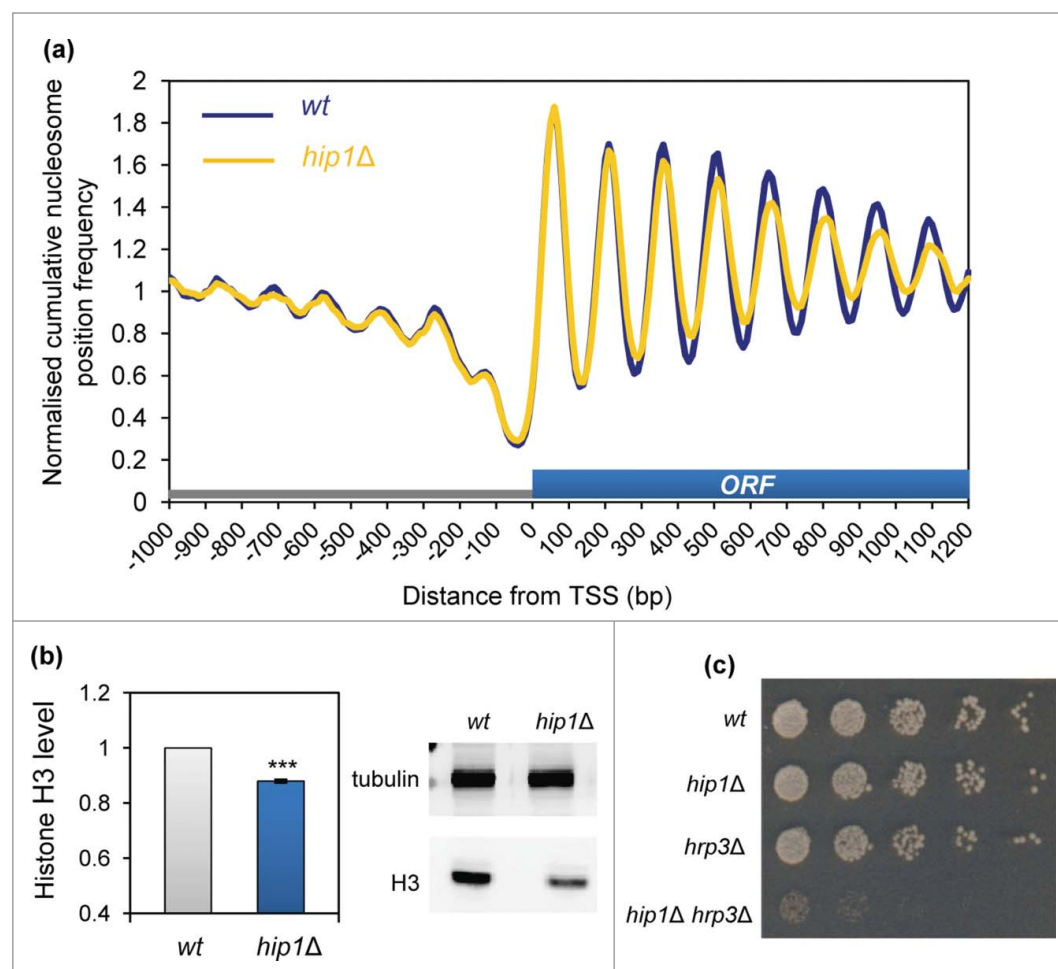 (a)
Normalised cumulative nucleosome
position frequency
2
1.8
1.6
1.4
1.2
1
0.8
0.6
0.4
0.2
0
wt
hip1Δ
ORF
-1000
-900
-800
-700
-600
-500
-400
-300
-200
-100
0
100
200
300
400
500
600
700
800
900
1000
1100
1200
Distance from TSS (bp)
(b)
Histone H3 level
1.2
1
0.8
0.6
0.4
***
wt
hip1Δ
wt
hip1Δ
tubulin
H3
(c)
wt
hip1Δ
hrp3Δ
hip1Δ hrp3Δ